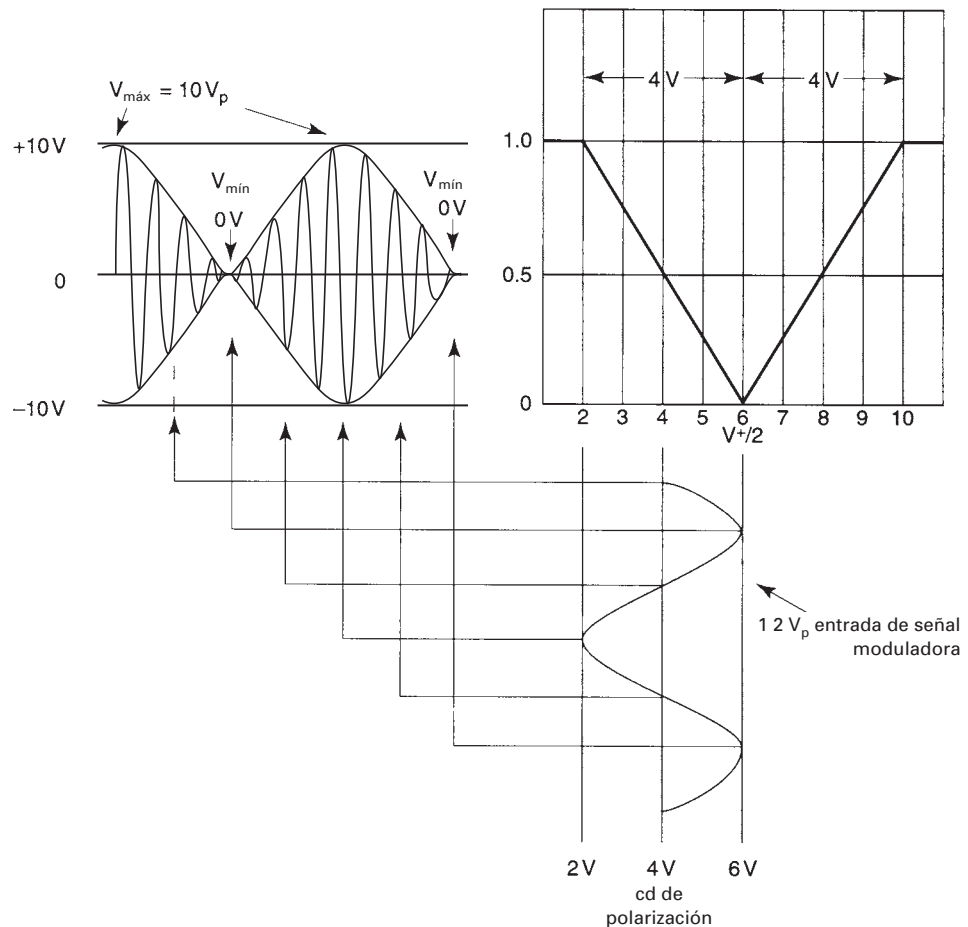 V_máx = 10 V_p
+10 V
0
−10 V
V_mín
0 V
V_mín
0 V
4 V
4 V
1.0
0.5
0
2 3 4 5 6 7 8 9 10
V⁺/2
1 2 V_p entrada de señal
moduladora
2 V 4 V 6 V
cd de
polarización